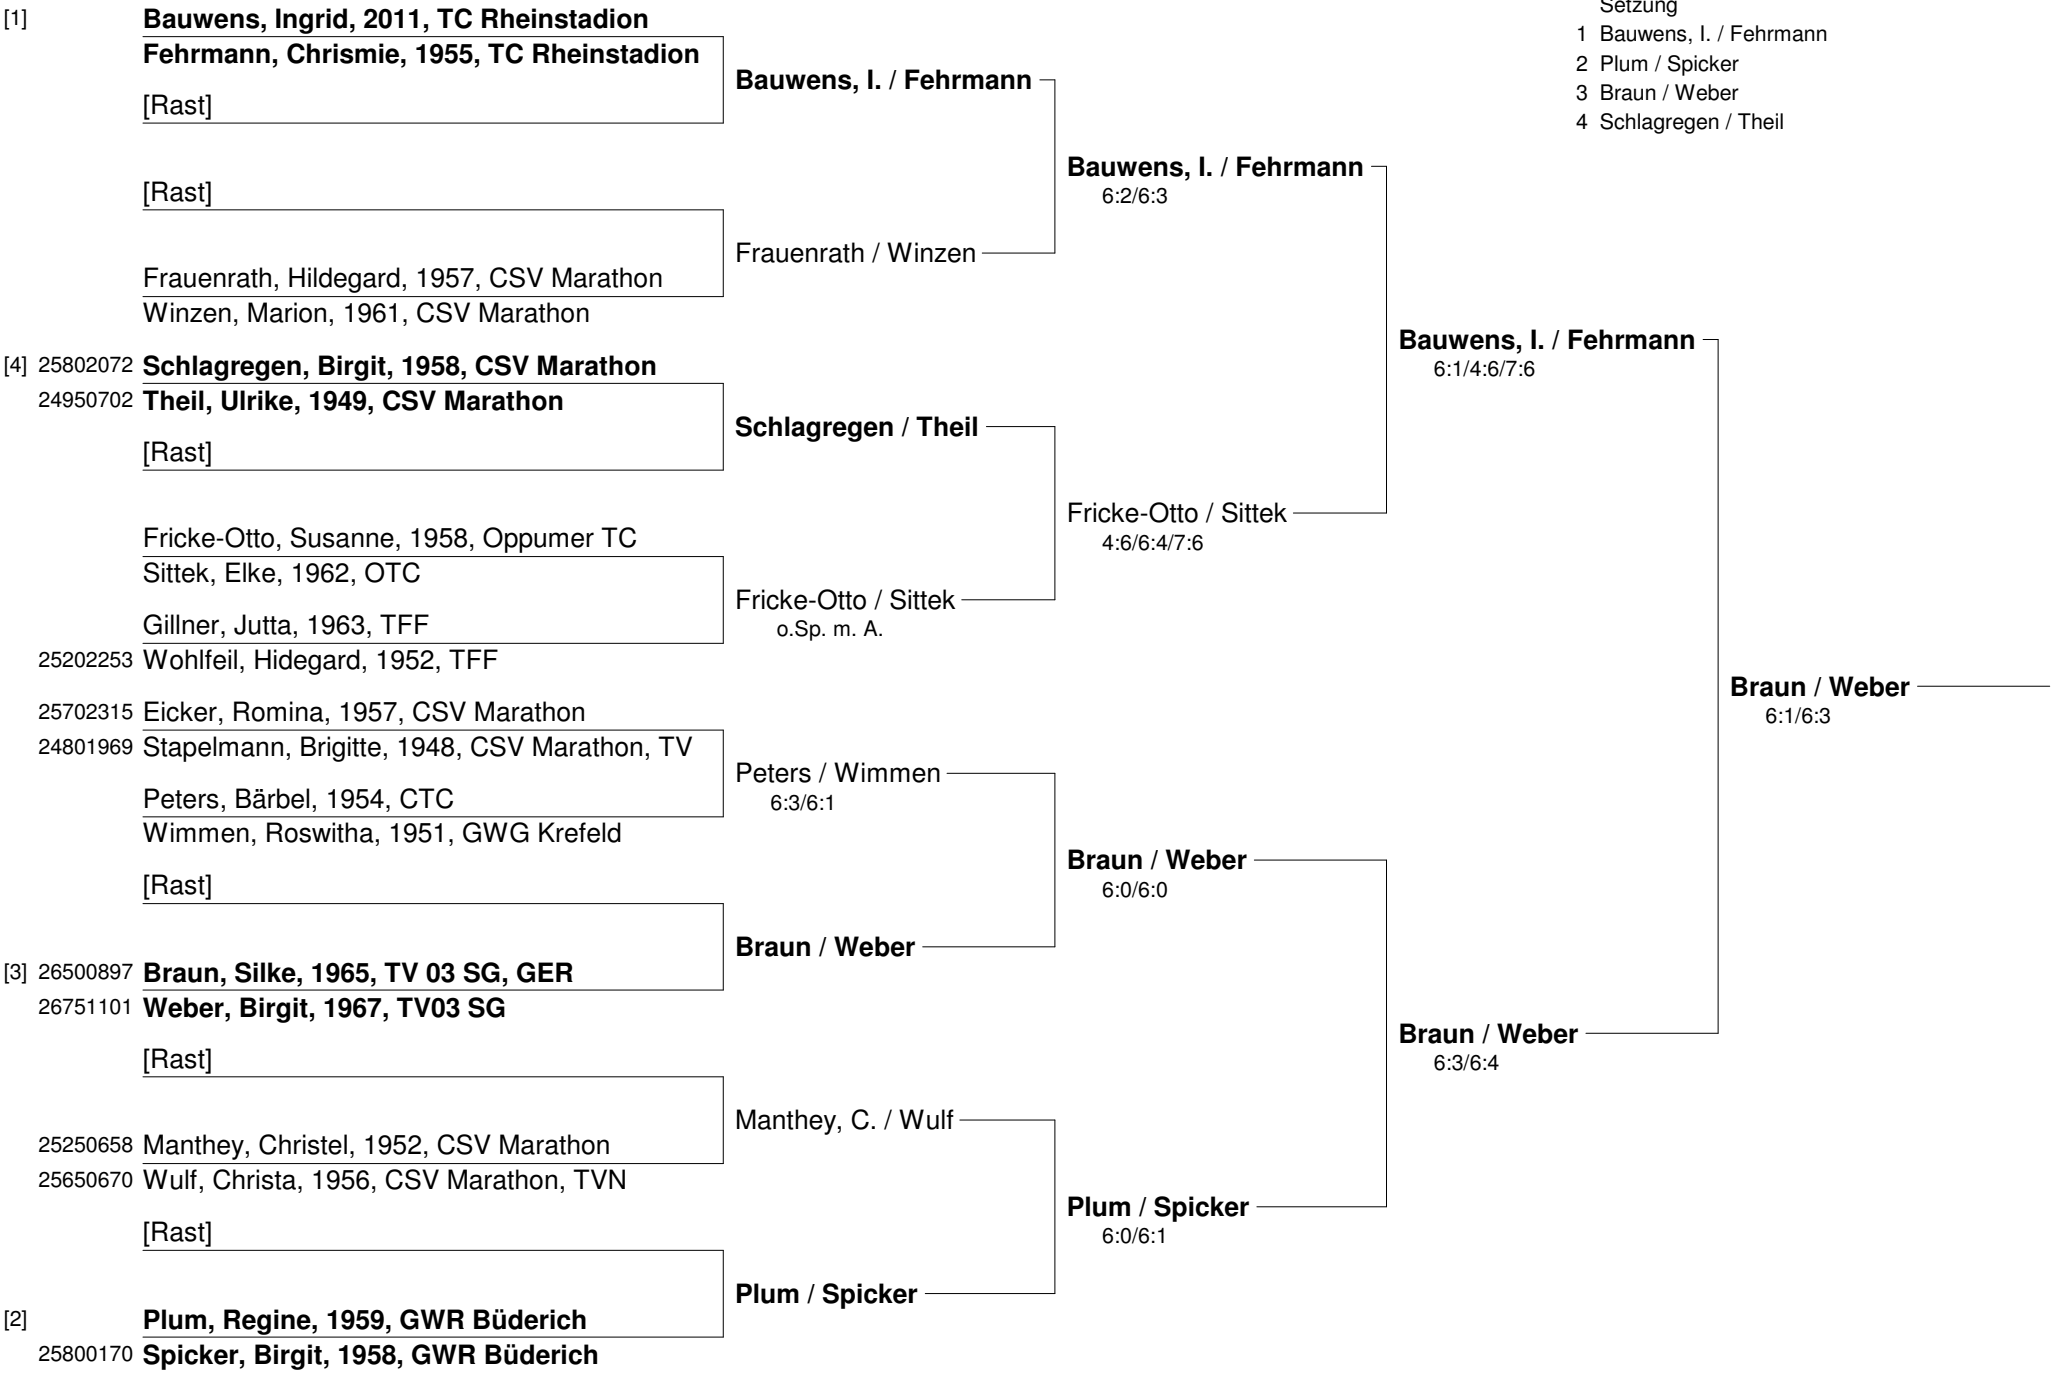 Setzung
1 Bauwens, I. / Fehrmann
2 Plum / Spicker
3 Braun / Weber
4 Schlagregen / Theil
[1] Bauwens, Ingrid, 2011, TC Rheinstadion
Fehrmann, Chrismie, 1955, TC Rheinstadion
Bauwens, I. / Fehrmann
[Rast]
Bauwens, I. / Fehrmann
6:2/6:3
[Rast]
Frauenrath / Winzen
Frauenrath, Hildegard, 1957, CSV Marathon
Winzen, Marion, 1961, CSV Marathon
Bauwens, I. / Fehrmann
6:1/4:6/7:6
[4] 25802072 Schlagregen, Birgit, 1958, CSV Marathon
24950702 Theil, Ulrike, 1949, CSV Marathon
Schlagregen / Theil
[Rast]
Fricke-Otto / Sittek
4:6/6:4/7:6
Fricke-Otto, Susanne, 1958, Oppumer TC
Sittek, Elke, 1962, OTC
Fricke-Otto / Sittek
o.Sp. m. A.
Gillner, Jutta, 1963, TFF
25202253 Wohlfeil, Hidegard, 1952, TFF
Braun / Weber
6:1/6:3
25702315 Eicker, Romina, 1957, CSV Marathon
24801969 Stapelmann, Brigitte, 1948, CSV Marathon, TV
Peters / Wimmen
6:3/6:1
Peters, Bärbel, 1954, CTC
Wimmen, Roswitha, 1951, GWG Krefeld
Braun / Weber
6:0/6:0
[Rast]
Braun / Weber
[3] 26500897 Braun, Silke, 1965, TV 03 SG, GER
26751101 Weber, Birgit, 1967, TV03 SG
Braun / Weber
6:3/6:4
[Rast]
Manthey, C. / Wulf
25250658 Manthey, Christel, 1952, CSV Marathon
25650670 Wulf, Christa, 1956, CSV Marathon, TVN
Plum / Spicker
6:0/6:1
[Rast]
Plum / Spicker
[2] Plum, Regine, 1959, GWR Büderich
25800170 Spicker, Birgit, 1958, GWR Büderich